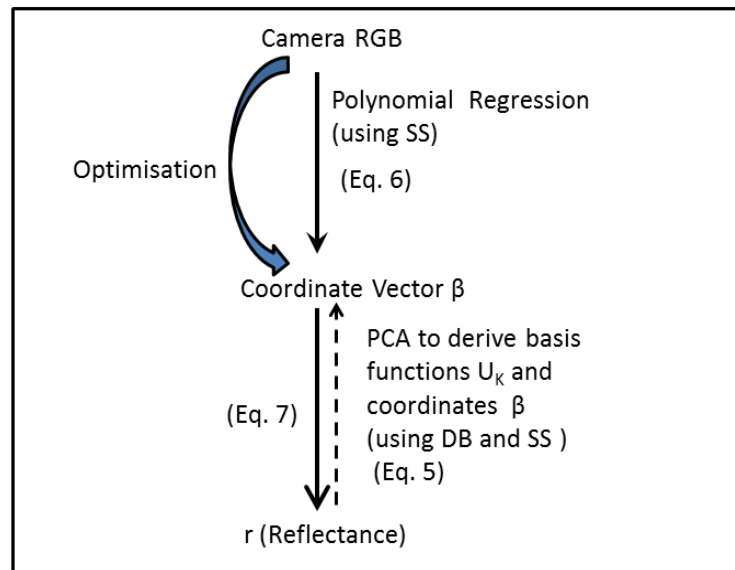 Camera RGB
Polynomial Regression
(using SS)
(Eq. 6)
Optimisation
Coordinate Vector β
PCA to derive basis
functions U_K and
coordinates β
(using DB and SS )
(Eq. 5)
(Eq. 7)
r (Reflectance)